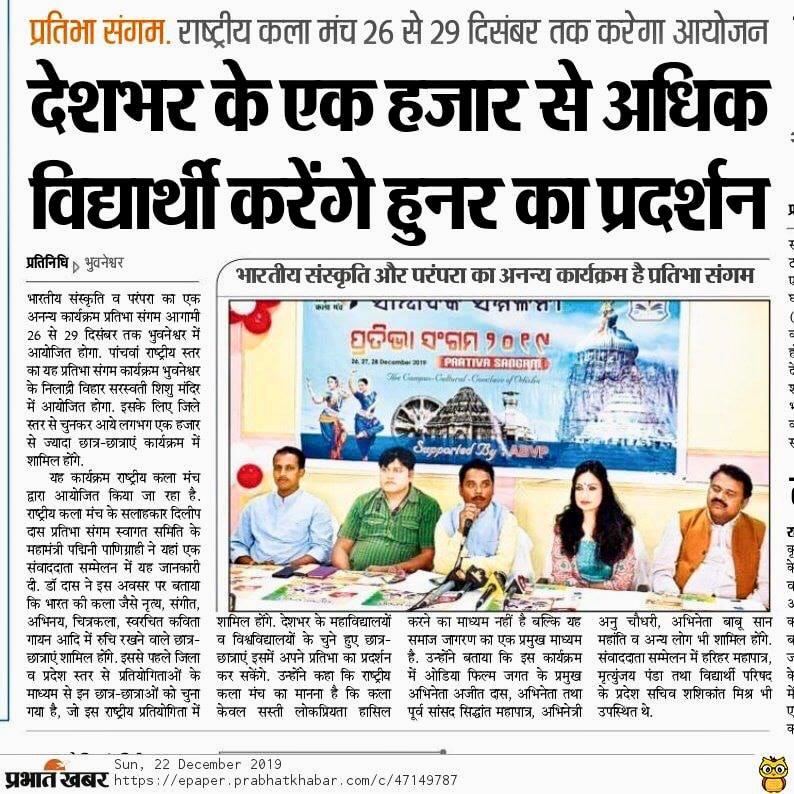 प्रतिभा संगम. राष्ट्रीय कला मंच 26 से 29 दिसंबर तक करेगा आयोजन
देशभर के एक हजार से अधिक
विद्यार्थी करेंगे हुनर का प्रदर्शन
प्रतिनिधि भुवनेश्वर
भारतीय संस्कृति व परंपरा का एक
अनन्य कार्यक्रम प्रतिभा संगम आगामी
26 से 29 दिसंबर तक भुवनेश्वर में
आयोजित होगा. पांचवां राष्ट्रीय स्तर
का यह प्रतिभा संगम कार्यक्रम भुवनेश्वर
के निलाद्री विहार सरस्वती शिशु मंदिर
में आयोजित होगा. इसके लिए जिले
स्तर से चुनकर आये लगभग एक हजार
से ज्यादा छात्र-छात्राएं कार्यक्रम में
शामिल होंगे.
यह कार्यक्रम राष्ट्रीय कला मंच
द्वारा आयोजित किया जा रहा है.
राष्ट्रीय कला मंच के सलाहकार दिलीप
दास प्रतिभा संगम स्वागत समिति के
महामंत्री पद्मिनी पाणिग्राही ने यहां एक
संवाददाता सम्मेलन में यह जानकारी
दी. डॉ दास ने इस अवसर पर बताया
कि भारत की कला जैसे नृत्य, संगीत,
अभिनय, चित्रकला, स्वरचित कविता
गायन आदि में रुचि रखने वाले छात्र-
छात्राएं शामिल होंगे. इससे पहले जिला
व प्रदेश स्तर से प्रतियोगिताओं के
माध्यम से इन छात्र-छात्राओं को चुना
गया है, जो इस राष्ट्रीय प्रतियोगिता में
भारतीय संस्कृति और परंपरा का अनन्य कार्यक्रम है प्रतिभा संगम
कला मंच
ପ୍ରତିଭା ସଂଗମ ୨୦୧୯
26, 27, 28 December 2019
PRATIVA SANGAM
The Campus-Cultural-Conclave of Odisha
Supported By : ABVP
शामिल होंगे. देशभर के महाविद्यालयों
व विश्वविद्यालयों के चुने हुए छात्र-
छात्राएं इसमें अपने प्रतिभा का प्रदर्शन
कर सकेंगे. उन्होंने कहा कि राष्ट्रीय
कला मंच का मानना है कि कला
केवल सस्ती लोकप्रियता हासिल
करने का माध्यम नहीं है बल्कि यह
समाज जागरण का एक प्रमुख माध्यम
है. उन्होंने बताया कि इस कार्यक्रम
में ओडिया फिल्म जगत के प्रमुख
अभिनेता अजीत दास, अभिनेता तथा
पूर्व सांसद सिद्धांत महापात्र, अभिनेत्री
अनु चौधरी, अभिनेता बाबू सान
महांति व अन्य लोग भी शामिल होंगे.
संवाददाता सम्मेलन में हरिहर महापात्र,
मृत्युंजय पंडा तथा विद्यार्थी परिषद
के प्रदेश सचिव शशिकांत मिश्र भी
उपस्थित थे.
प्रभात खबर
Sun, 22 December 2019
https://epaper.prabhatkhabar.com/c/47149787